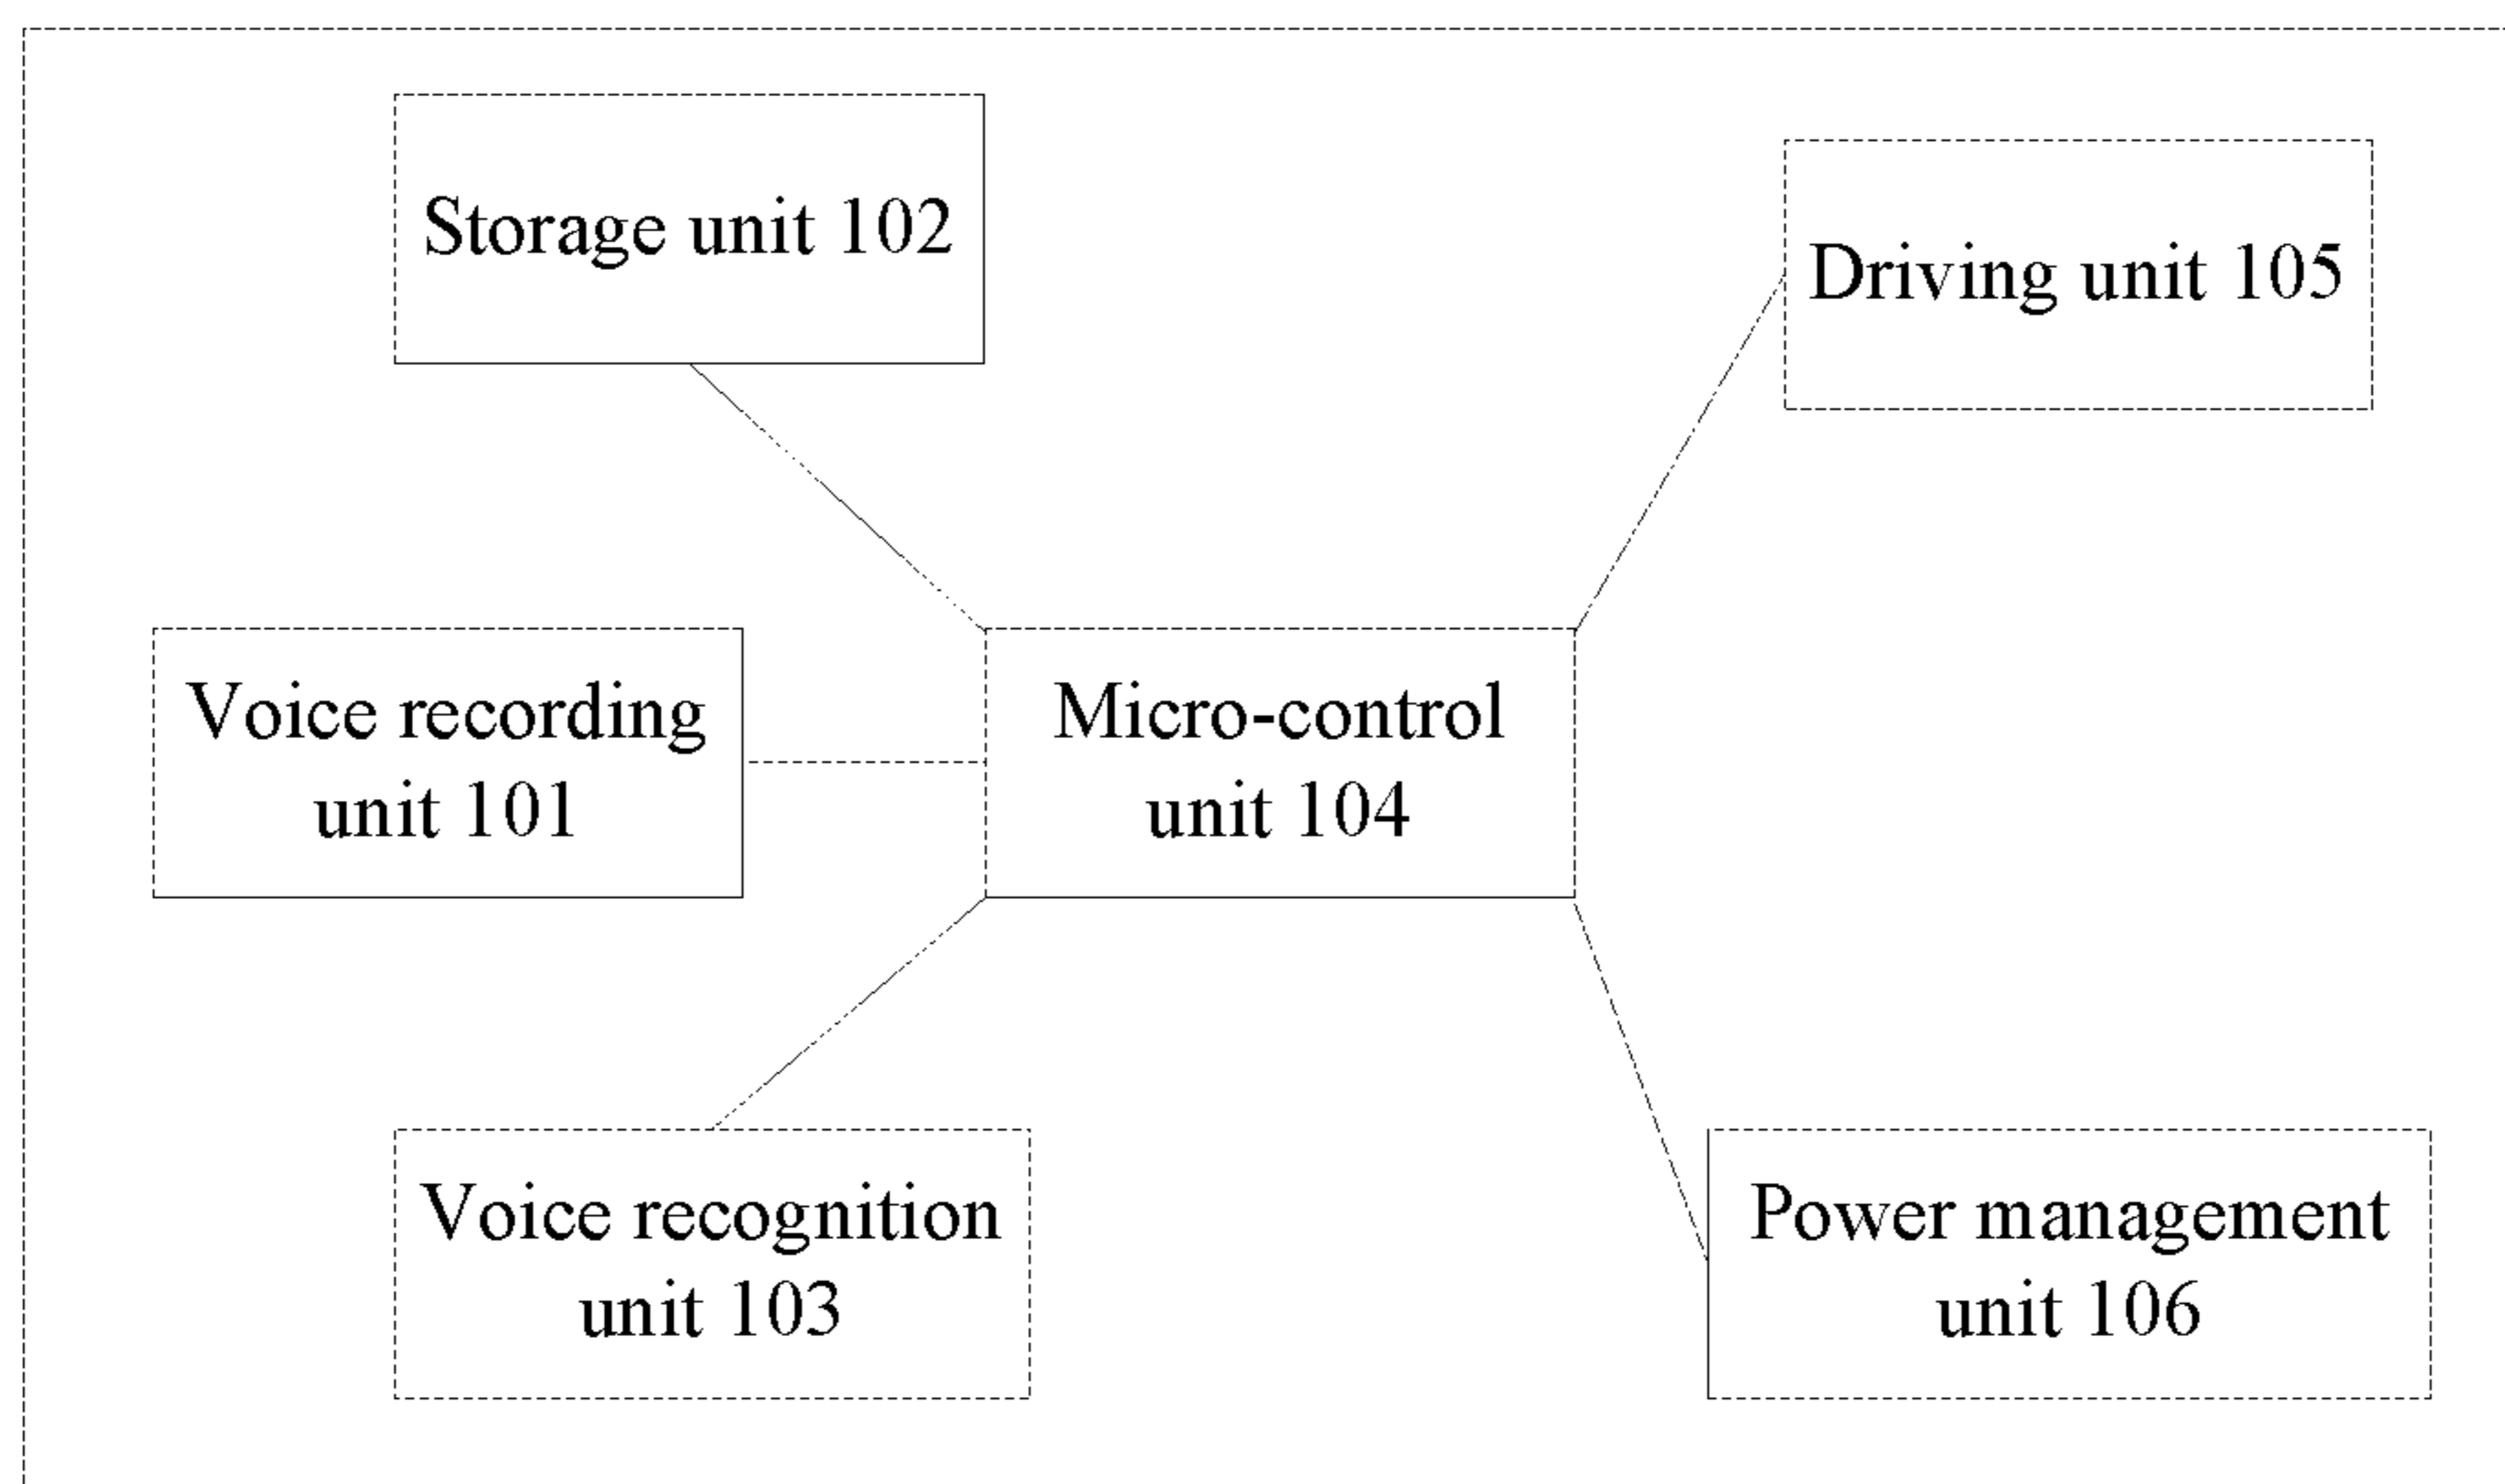 Storage unit 102
Driving unit 105
Voice recording
unit 101
Micro-control
unit 104
Voice recognition
unit 103
Power management
unit 106